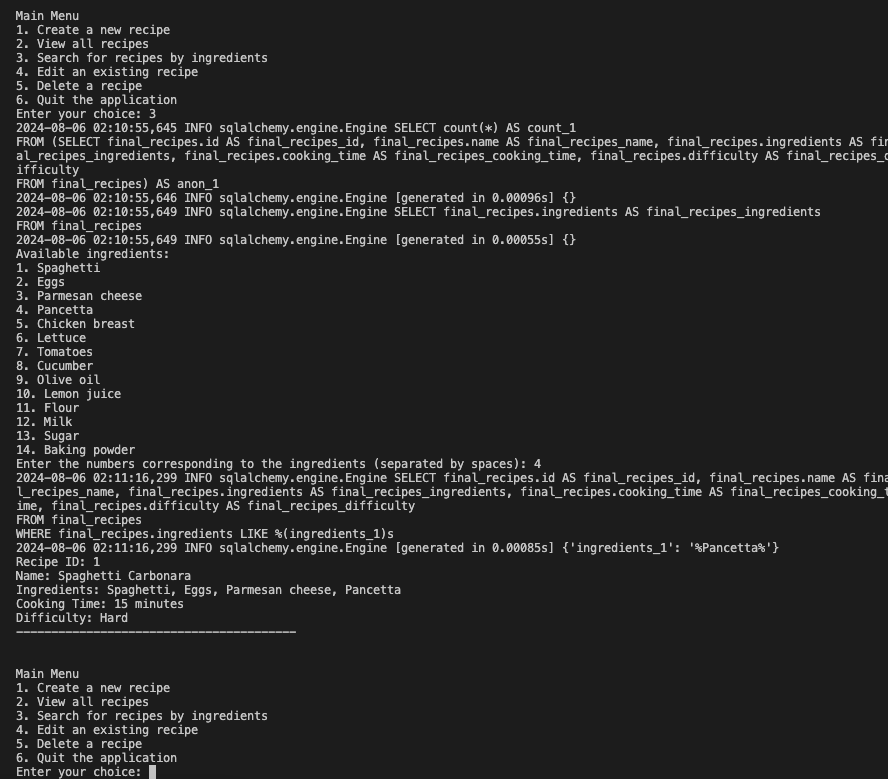 Main Menu
1. Create a new recipe
2. View all recipes
3. Search for recipes by ingredients
4. Edit an existing recipe
5. Delete a recipe
6. Quit the application
Enter your choice: 3
2024-08-06 02:10:55,645 INFO sqlalchemy.engine.Engine SELECT count(*) AS count_1
FROM (SELECT final_recipes.id AS final_recipes_id, final_recipes.name AS final_recipes_name, final_recipes.ingredients AS fin
al_recipes_ingredients, final_recipes.cooking_time AS final_recipes_cooking_time, final_recipes.difficulty AS final_recipes_d
ifficulty
FROM final_recipes) AS anon_1
2024-08-06 02:10:55,646 INFO sqlalchemy.engine.Engine [generated in 0.00096s] {}
2024-08-06 02:10:55,649 INFO sqlalchemy.engine.Engine SELECT final_recipes.ingredients AS final_recipes_ingredients
FROM final_recipes
2024-08-06 02:10:55,649 INFO sqlalchemy.engine.Engine [generated in 0.00055s] {}
Available ingredients:
1. Spaghetti
2. Eggs
3. Parmesan cheese
4. Pancetta
5. Chicken breast
6. Lettuce
7. Tomatoes
8. Cucumber
9. Olive oil
10. Lemon juice
11. Flour
12. Milk
13. Sugar
14. Baking powder
Enter the numbers corresponding to the ingredients (separated by spaces): 4
2024-08-06 02:11:16,299 INFO sqlalchemy.engine.Engine SELECT final_recipes.id AS final_recipes_id, final_recipes.name AS fina
l_recipes_name, final_recipes.ingredients AS final_recipes_ingredients, final_recipes.cooking_time AS final_recipes_cooking_t
ime, final_recipes.difficulty AS final_recipes_difficulty
FROM final_recipes
WHERE final_recipes.ingredients LIKE %(ingredients_1)s
2024-08-06 02:11:16,299 INFO sqlalchemy.engine.Engine [generated in 0.00085s] {'ingredients_1': '%Pancetta%'}
Recipe ID: 1
Name: Spaghetti Carbonara
Ingredients: Spaghetti, Eggs, Parmesan cheese, Pancetta
Cooking Time: 15 minutes
Difficulty: Hard
----------------------------------------
Main Menu
1. Create a new recipe
2. View all recipes
3. Search for recipes by ingredients
4. Edit an existing recipe
5. Delete a recipe
6. Quit the application
Enter your choice: